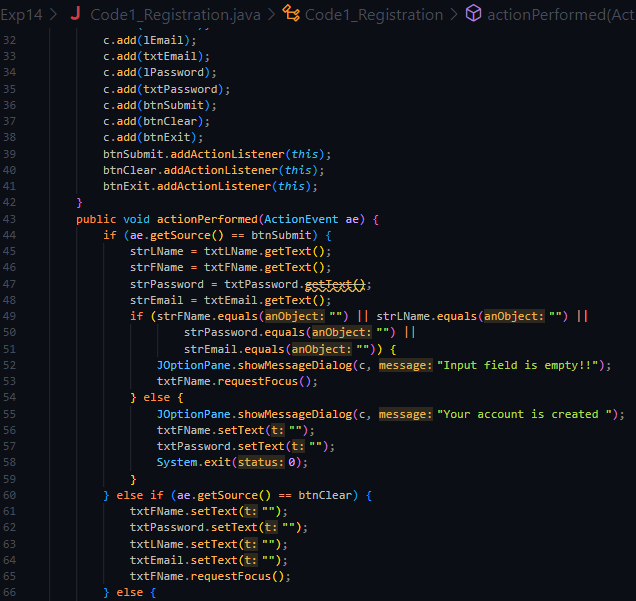 Exp14 > J Code1_Registration.java > Code1_Registration > actionPerformed(Act
32 c.add(lEmail);
33 c.add(txtEmail);
34 c.add(lPassword);
35 c.add(txtPassword);
36 c.add(btnSubmit);
37 c.add(btnClear);
38 c.add(btnExit);
39 btnSubmit.addActionListener(this);
40 btnClear.addActionListener(this);
41 btnExit.addActionListener(this);
42 }
43 public void actionPerformed(ActionEvent ae) {
44 if (ae.getSource() == btnSubmit) {
45 strLName = txtLName.getText();
46 strFName = txtFName.getText();
47 strPassword = txtPassword.getText();
48 strEmail = txtEmail.getText();
49 if (strFName.equals(anObject: "") || strLName.equals(anObject: "") ||
50 strPassword.equals(anObject: "") ||
51 strEmail.equals(anObject: "")) {
52 JOptionPane.showMessageDialog(c, message: "Input field is empty!!");
53 txtFName.requestFocus();
54 } else {
55 JOptionPane.showMessageDialog(c, message: "Your account is created ");
56 txtFName.setText(t: "");
57 txtPassword.setText(t: "");
58 System.exit(status: 0);
59 }
60 } else if (ae.getSource() == btnClear) {
61 txtFName.setText(t: "");
62 txtPassword.setText(t: "");
63 txtLName.setText(t: "");
64 txtEmail.setText(t: "");
65 txtFName.requestFocus();
66 } else {